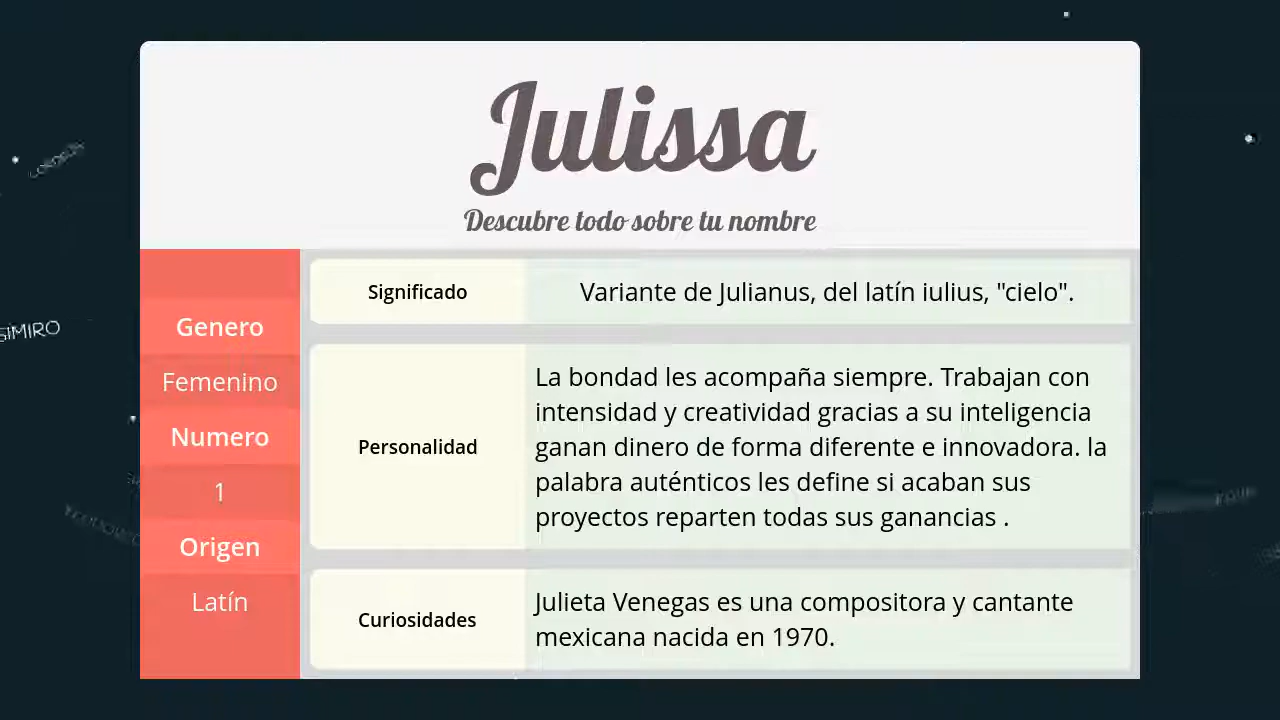 Julissa
Descubre todo sobre tu nombre
Genero
Femenino
Numero
1
Origen
Latín
Significado
Variante de Julianus, del latín iulius, "cielo".
Personalidad
La bondad les acompaña siempre. Trabajan con
intensidad y creatividad gracias a su inteligencia
ganan dinero de forma diferente e innovadora. la
palabra auténticos les define si acaban sus
proyectos reparten todas sus ganancias .
Curiosidades
Julieta Venegas es una compositora y cantante
mexicana nacida en 1970.
SIMIRO